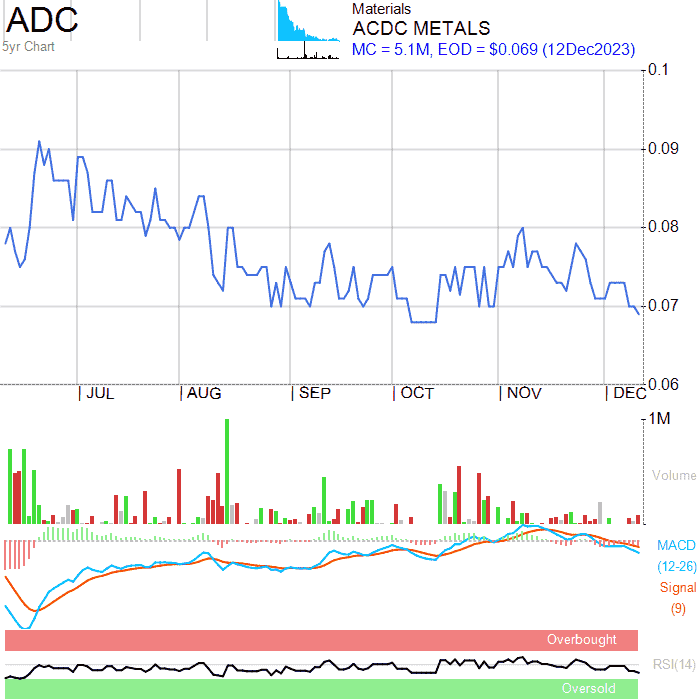 ADC
5yr Chart
Materials
ACDC METALS
MC = 5.1M, EOD = $0.069 (12Dec2023)
0.1
0.09
0.08
0.07
0.06
JUL AUG SEP OCT NOV DEC
1M
Volume
MACD
(12-26)
Signal
(9)
Overbought
RSI(14)
Oversold